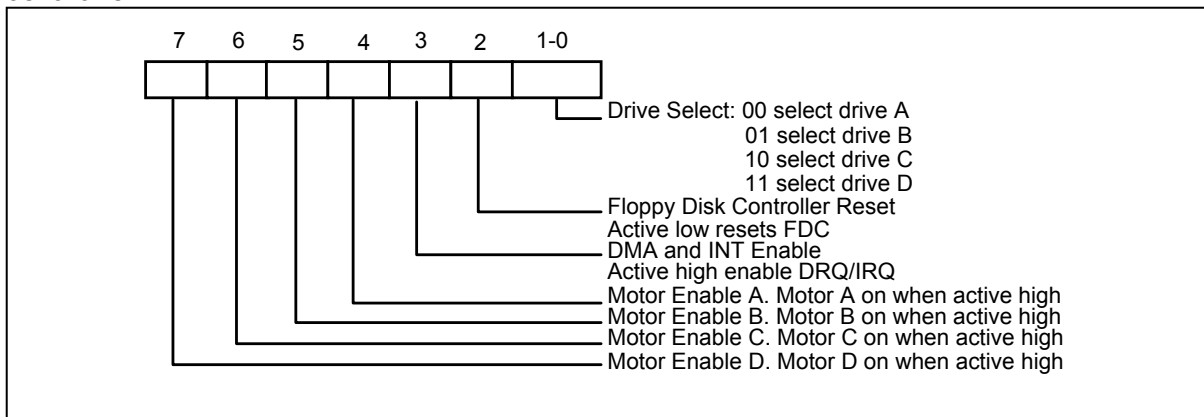 7 6 5 4 3 2 1-0
Drive Select: 00 select drive A
01 select drive B
10 select drive C
11 select drive D
Floppy Disk Controller Reset
Active low resets FDC
DMA and INT Enable
Active high enable DRQ/IRQ
Motor Enable A. Motor A on when active high
Motor Enable B. Motor B on when active high
Motor Enable C. Motor C on when active high
Motor Enable D. Motor D on when active high